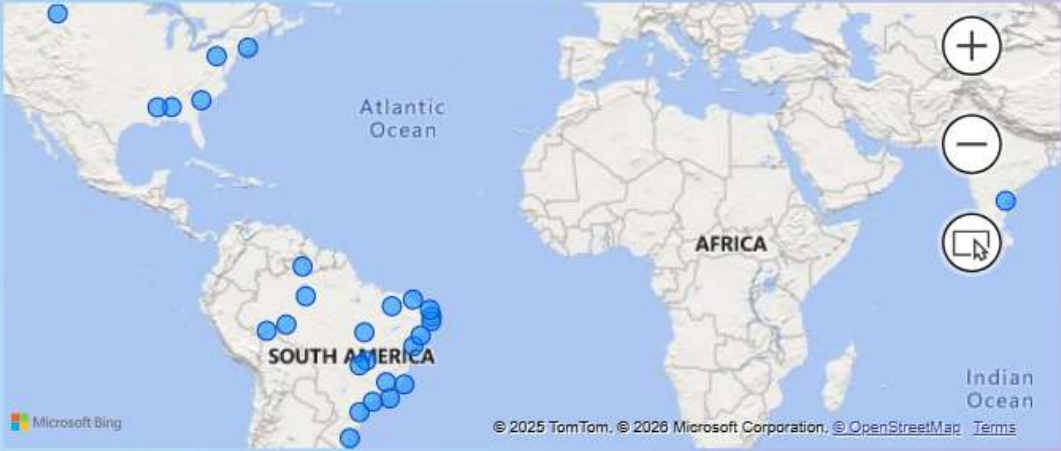 Atlantic
Ocean
AFRICA
SOUTH AMERICA
Indian
Ocean
Microsoft Bing
© 2025 TomTom, © 2026 Microsoft Corporation, © OpenStreetMap Terms